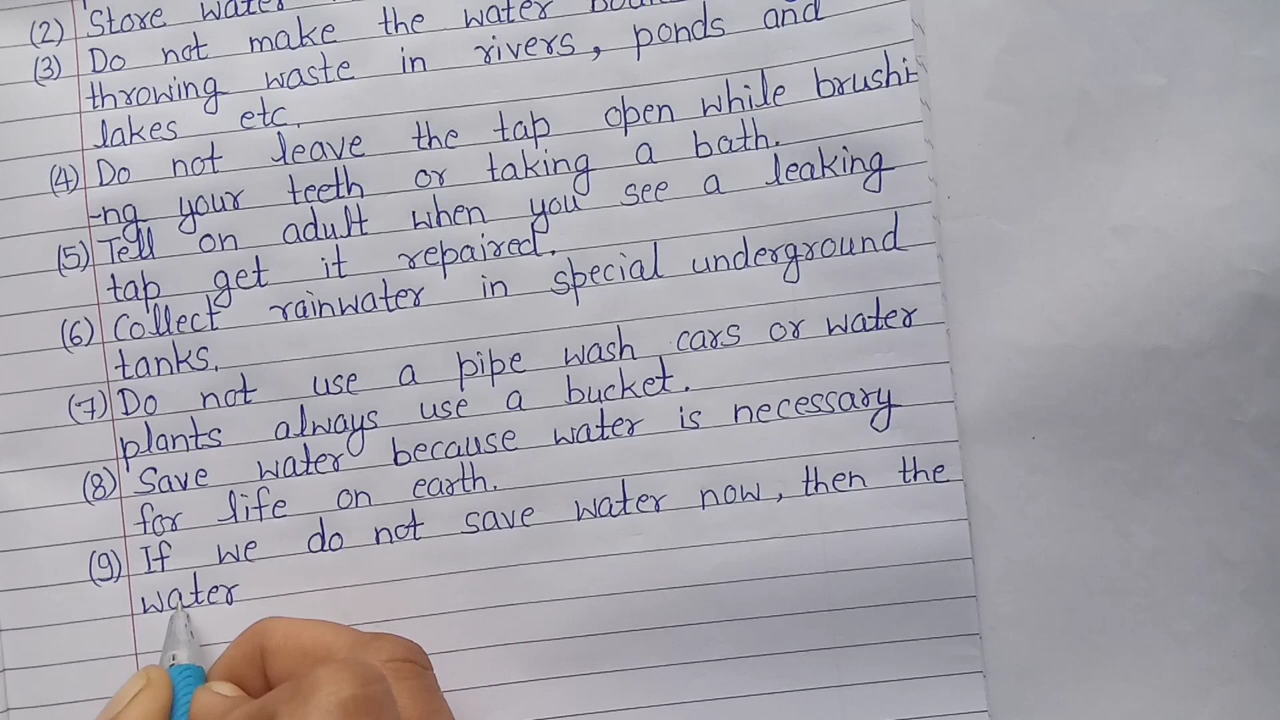 (2) Store water
(3) Do not make the water
throwing waste in rivers, ponds and
lakes etc.
(4) Do not leave the tap open while brushi-
-ng your teeth or taking a bath.
(5) Tell on adult when you see a leaking
tap get it repaired.
(6) Collect rainwater in special underground
tanks.
(7) Do not use a pipe wash cars or water
plants always use a bucket.
(8) Save water because water is necessary
for life on earth.
(9) If we do not save water now, then the
water